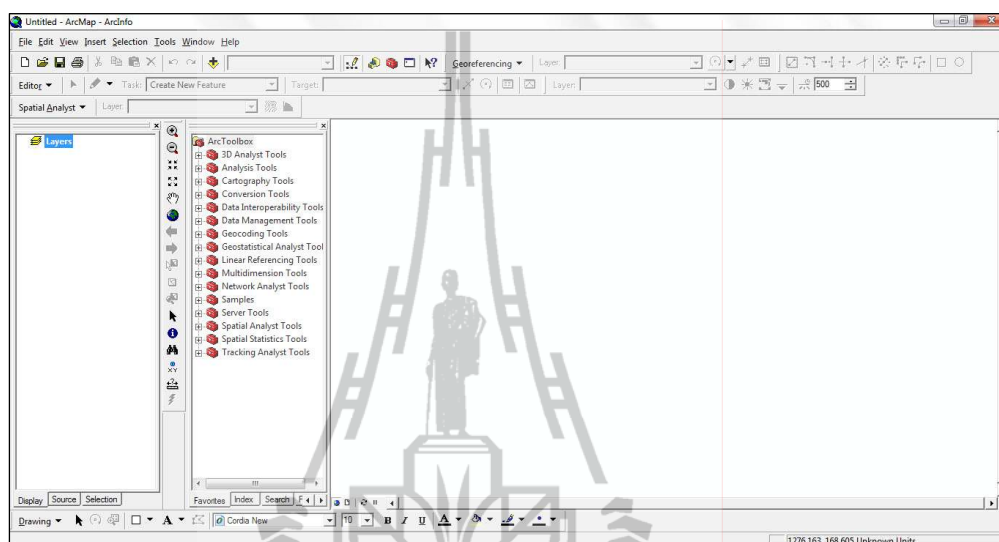 Untitled - ArcMap - ArcInfo
File Edit View Insert Selection Tools Window Help
Georeferencing Layer:
Editor Task: Create New Feature Target: Layer: 500
Spatial Analyst Layer:
Layers
ArcToolbox
3D Analyst Tools
Analysis Tools
Cartography Tools
Conversion Tools
Data Interoperability Tools
Data Management Tools
Geocoding Tools
Geostatistical Analyst Tool
Linear Referencing Tools
Multidimension Tools
Network Analyst Tools
Samples
Server Tools
Spatial Analyst Tools
Spatial Statistics Tools
Tracking Analyst Tools
XY
Display Source Selection
Favorites Index Search F
Drawing A Cordia New 10 B I U A
1276.163 168.605 Unknown Units